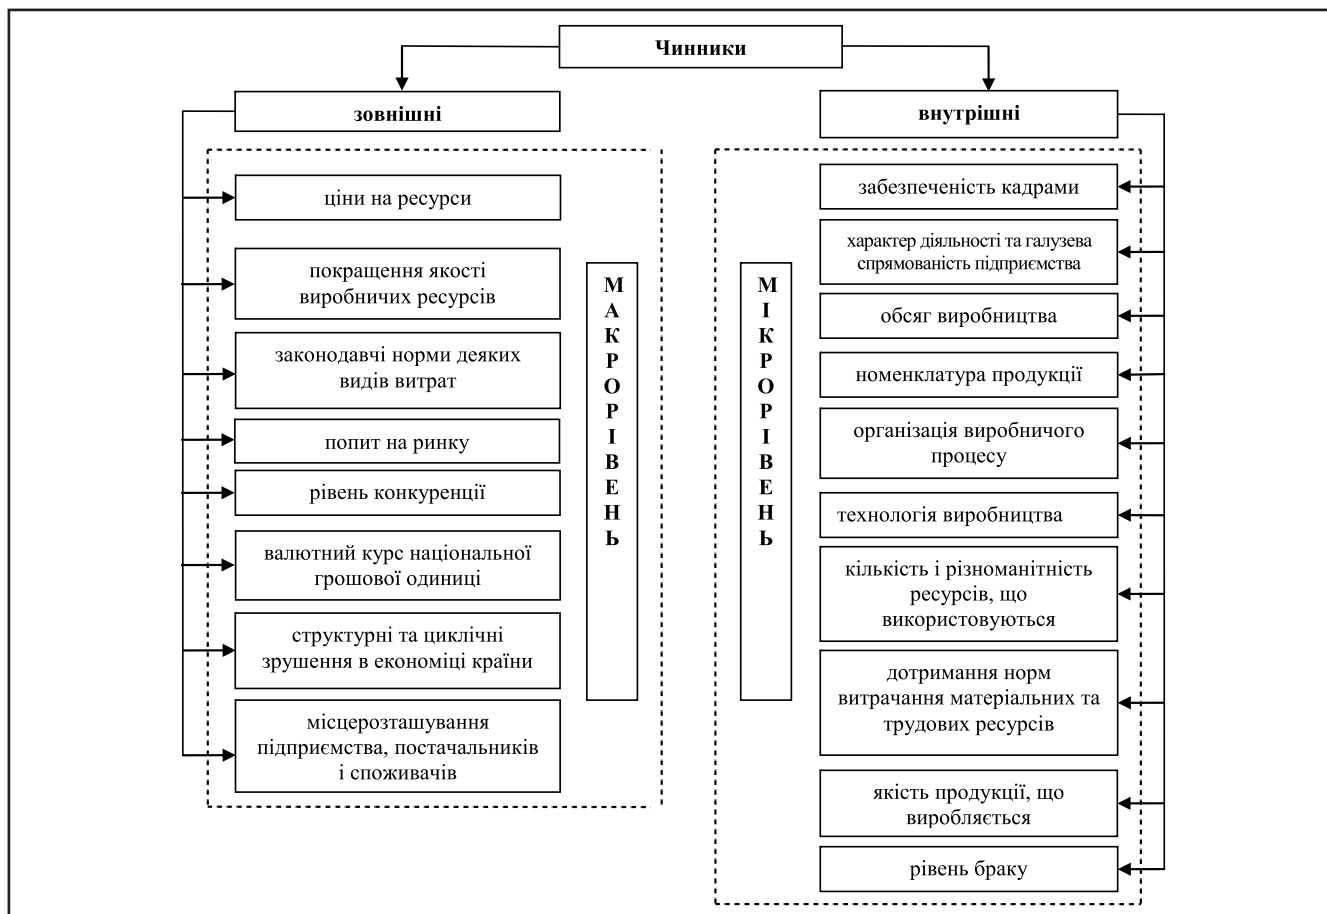 Чинники
зовнішні
ціни на ресурси
покращення якості
виробничих ресурсів
законодавчі норми деяких
видів витрат
попит на ринку
рівень конкуренції
валютний курс національної
грошової одиниці
структурні та циклічні
зрушення в економіці країни
місцерозташування
підприємства, постачальників
і споживачів
М
А
К
Р
О
Р
І
В
Е
Н
Ь
внутрішні
М
І
К
Р
О
Р
І
В
Е
Н
Ь
забезпеченість кадрами
характер діяльності та галузева
спрямованість підприємства
обсяг виробництва
номенклатура продукції
організація виробничого
процесу
технологія виробництва
кількість і різноманітність
ресурсів, що
використовуються
дотримання норм
витрачання матеріальних та
трудових ресурсів
якість продукції, що
виробляється
рівень браку